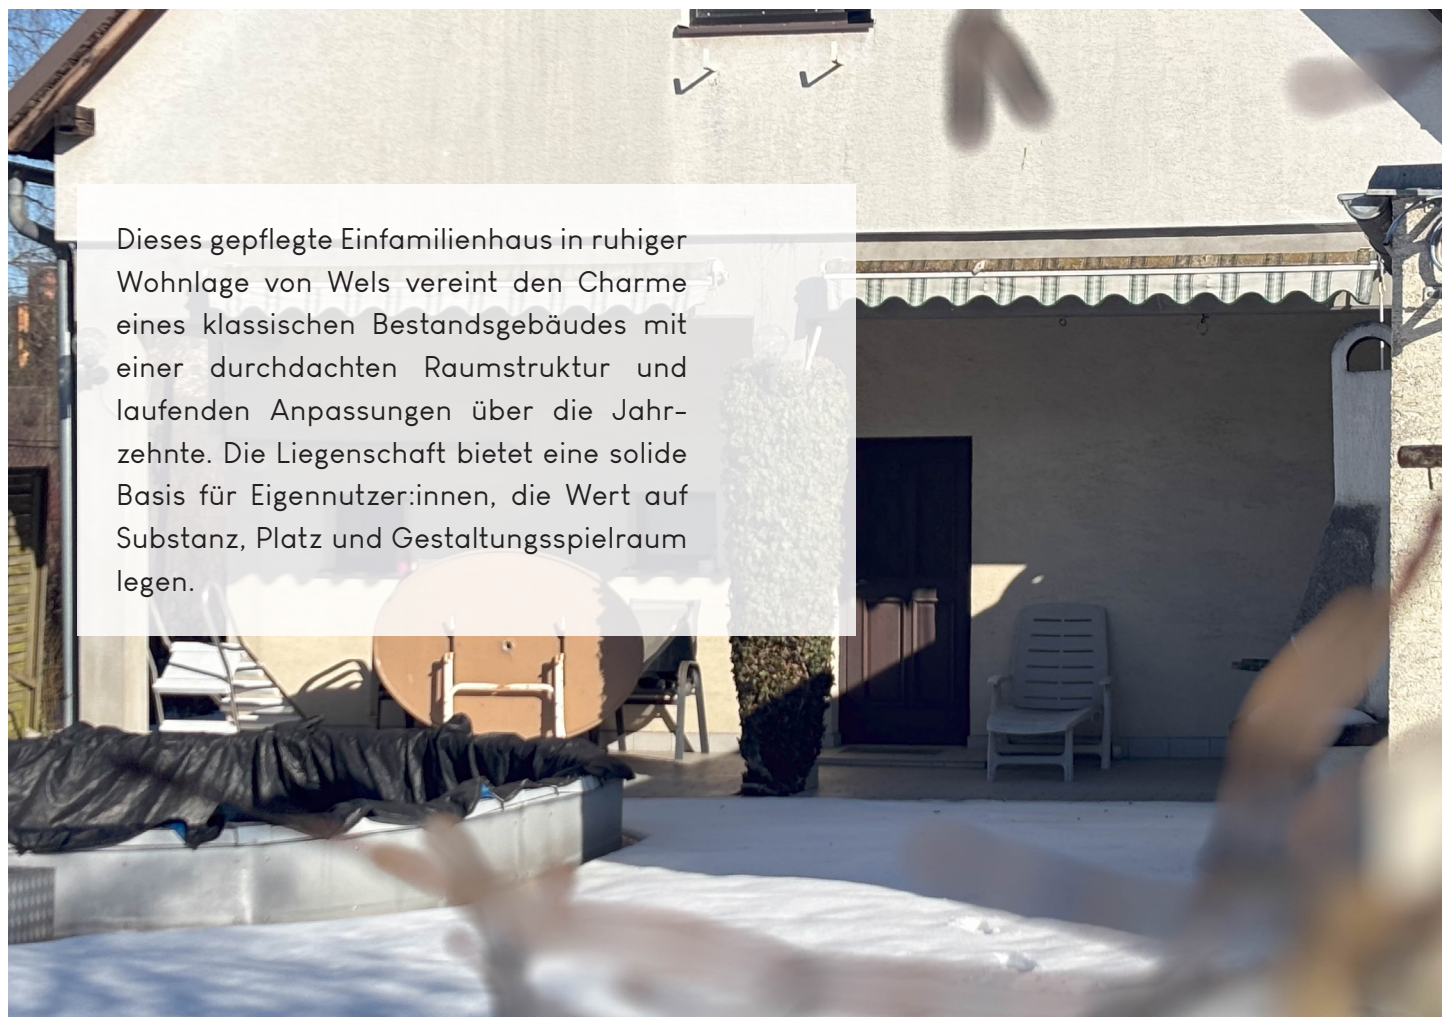 Dieses gepflegte Einfamilienhaus in ruhiger
Wohnlage von Wels vereint den Charme
eines klassischen Bestandsgebäudes mit
einer durchdachten Raumstruktur und
laufenden Anpassungen über die Jahr-
zehnte. Die Liegenschaft bietet eine solide
Basis für Eigennutzer:innen, die Wert auf
Substanz, Platz und Gestaltungsspielraum
legen.